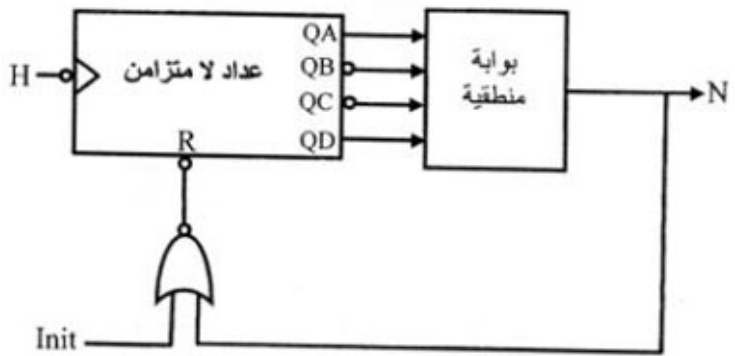 QA
QB
QC
QD
H
عداد لا متزامن
R
بوابة
منطقية
N
Init